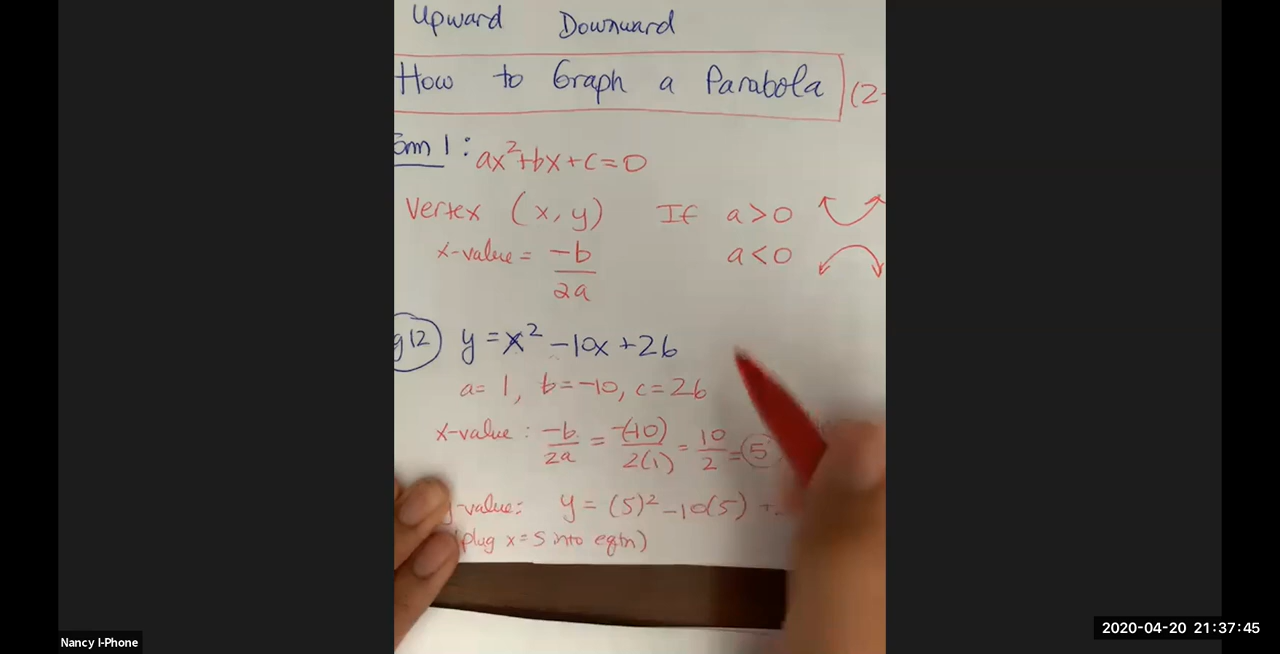 Upward Downward
How to Graph a Parabola (2-
Form 1: ax²+bx+c=0
Vertex (x, y) If a>0
x-value = -b/2a a<0
g12 y=x²-10x+26
a= 1, b=-10, c=26
x-value: -b/2a = -(-10)/2(1) = 10/2 = 5
y-value: y = (5)²-10(5) +
(plug x=5 into eqtn)
Nancy I-Phone
2020-04-20 21:37:45